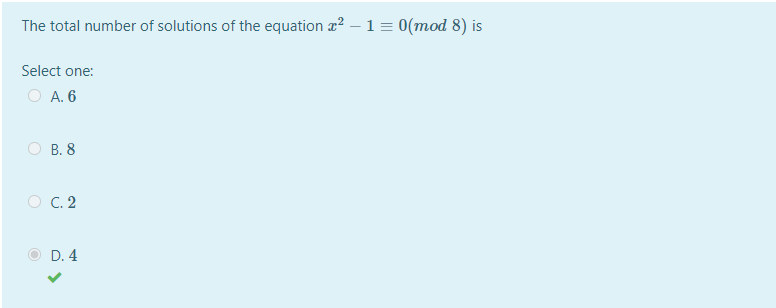 The total number of solutions of the equation x² − 1 ≡ 0(mod 8) is
Select one:
A. 6
B. 8
C. 2
D. 4